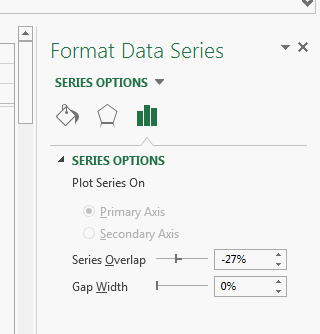 Format Data Series
SERIES OPTIONS
SERIES OPTIONS
Plot Series On
Primary Axis
Secondary Axis
Series Overlap -27%
Gap Width 0%